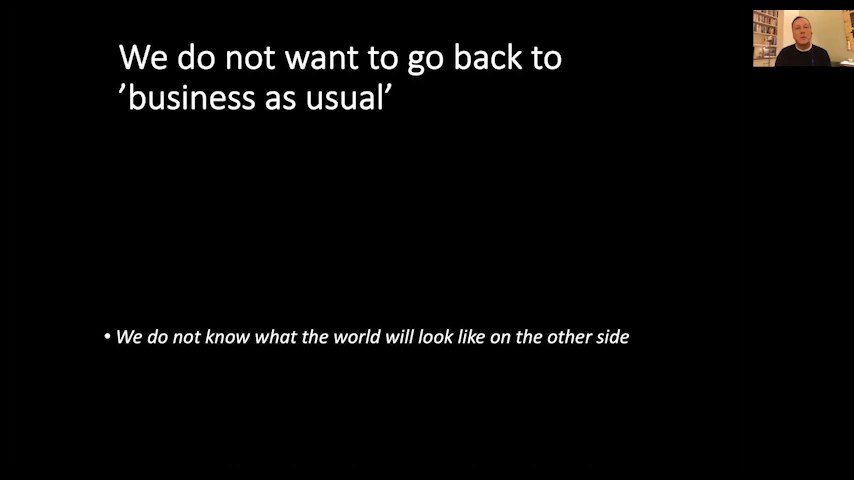 We do not want to go back to
’business as usual’
• We do not know what the world will look like on the other side